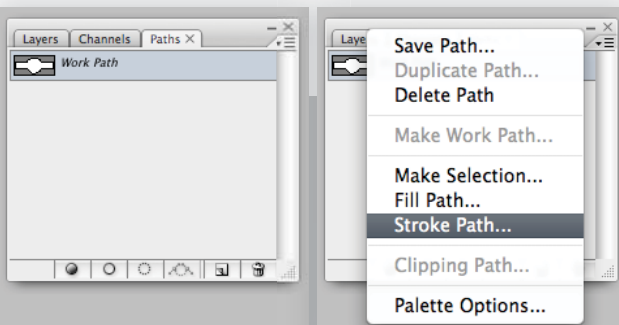 Layers Channels Paths
Work Path
Laye
Save Path...
Duplicate Path...
Delete Path
Make Work Path...
Make Selection...
Fill Path...
Stroke Path...
Clipping Path...
Palette Options...